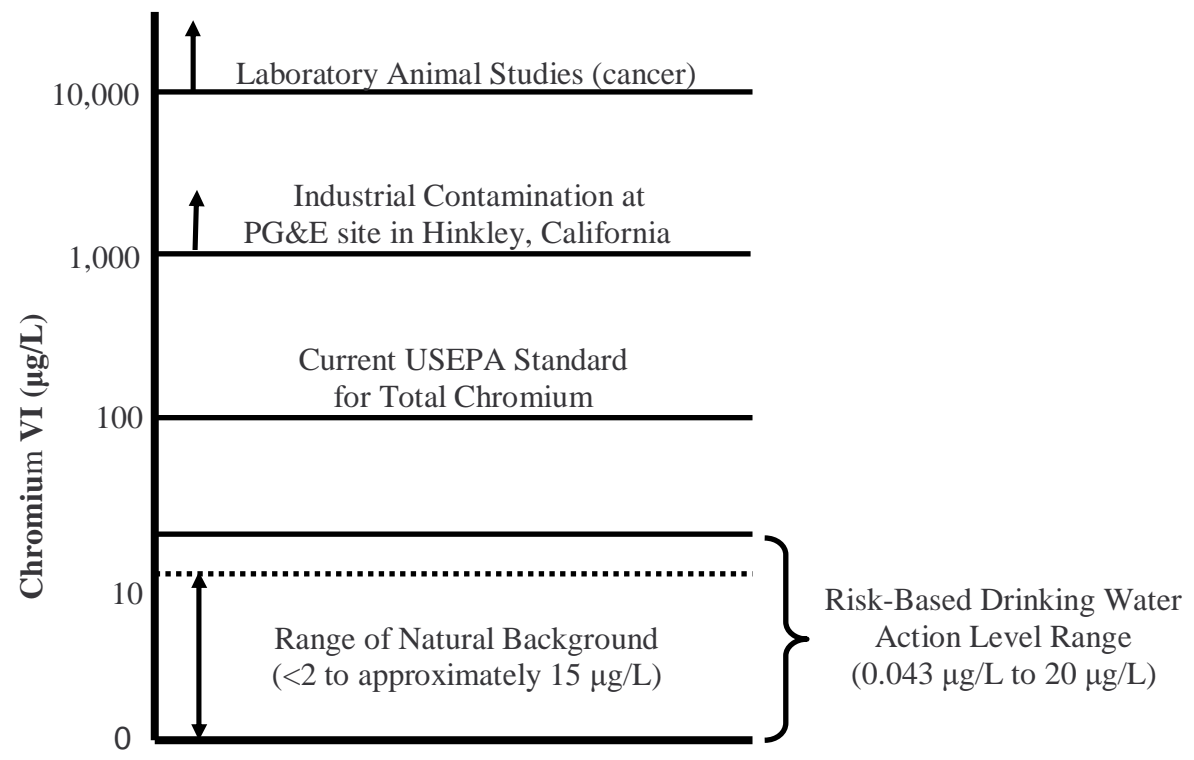 Laboratory Animal Studies (cancer)
10,000
Industrial Contamination at
PG&E site in Hinkley, California
1,000
Current USEPA Standard
for Total Chromium
100
Chromium VI (µg/L)
10
Range of Natural Background
(<2 to approximately 15 µg/L)
0
Risk-Based Drinking Water
Action Level Range
(0.043 µg/L to 20 µg/L)